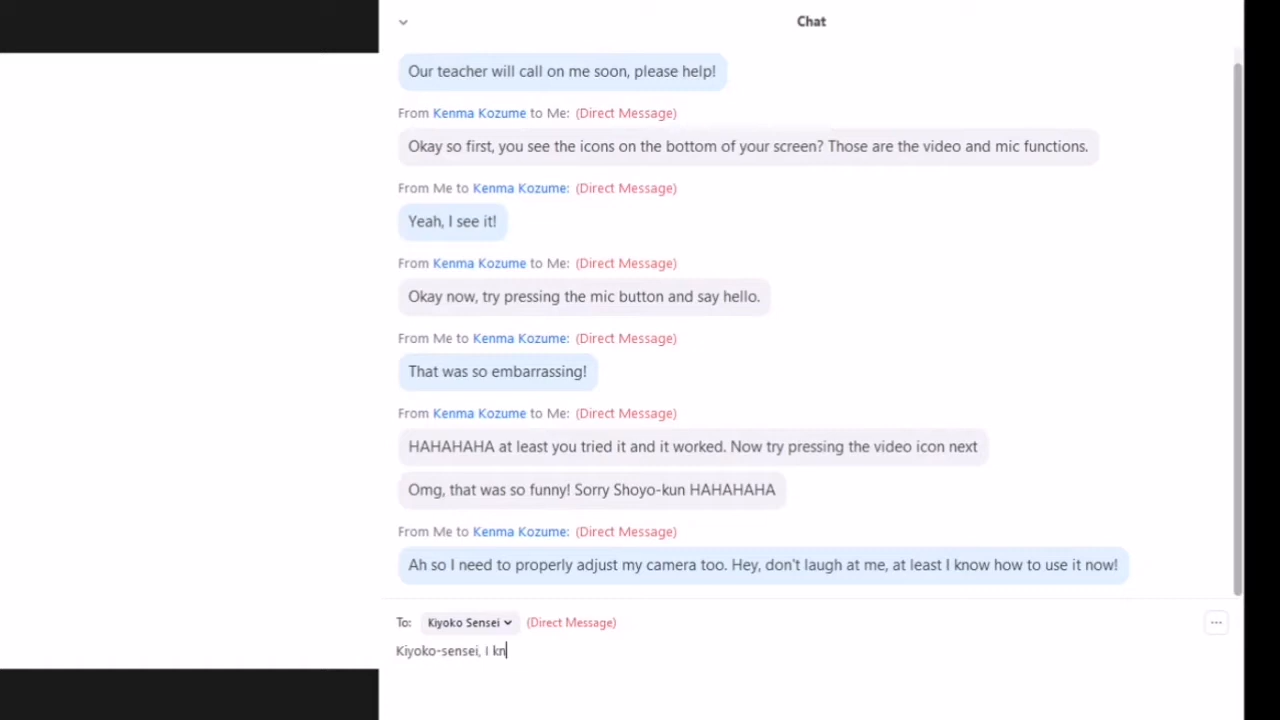 Chat
Our teacher will call on me soon, please help!
From Kenma Kozume to Me: (Direct Message)
Okay so first, you see the icons on the bottom of your screen? Those are the video and mic functions.
From Me to Kenma Kozume: (Direct Message)
Yeah, I see it!
From Kenma Kozume to Me: (Direct Message)
Okay now, try pressing the mic button and say hello.
From Me to Kenma Kozume: (Direct Message)
That was so embarrassing!
From Kenma Kozume to Me: (Direct Message)
HAHAHAHA at least you tried it and it worked. Now try pressing the video icon next
Omg, that was so funny! Sorry Shoyo-kun HAHAHAHA
From Me to Kenma Kozume: (Direct Message)
Ah so I need to properly adjust my camera too. Hey, don't laugh at me, at least I know how to use it now!
To: Kiyoko Sensei (Direct Message)
Kiyoko-sensei, I kn